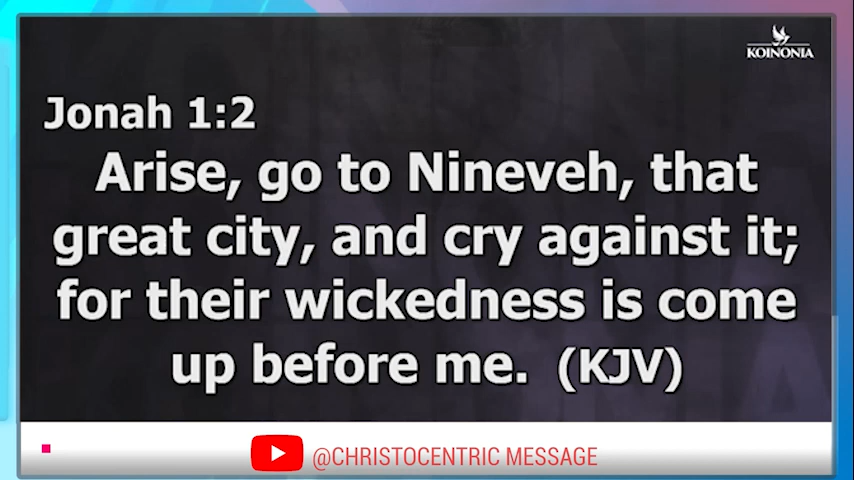 KOINONIA
Jonah 1:2
Arise, go to Nineveh, that
great city, and cry against it;
for their wickedness is come
up before me. (KJV)
@CHRISTOCENTRIC MESSAGE